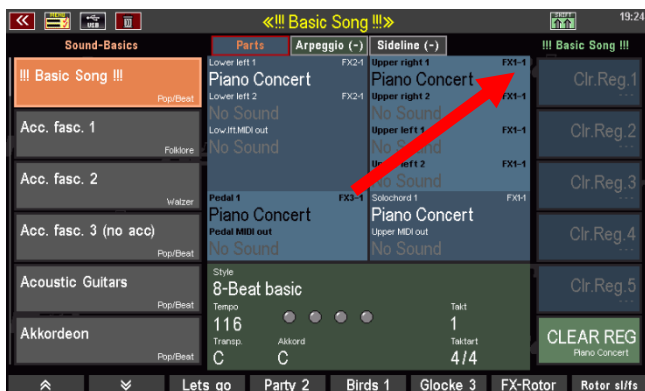 MENU
USB
«!!! Basic Song !!!»
SHIFT
19:24
Sound-Basics
Parts
Arpeggio (-)
Sideline (-)
!!! Basic Song !!!
!!! Basic Song !!!
Pop/Beat
Acc. fasc. 1
Folklore
Acc. fasc. 2
Walzer
Acc. fasc. 3 (no acc)
Pop/Beat
Acoustic Guitars
Pop/Beat
Akkordeon
Pop/Beat
Lower left 1 FX2-1
Piano Concert
Lower left 2 FX2-1
No Sound
Low.lft.MIDI out
No Sound
Pedal 1 FX3-1
Piano Concert
Pedal MIDI out
No Sound
Upper right 1 FX1-1
Piano Concert
Upper right 2 FX1-1
No Sound
Upper left 1 FX1-1
No Sound
Upper left 2 FX1-1
No Sound
Solochord 1 FX1-1
Piano Concert
Upper MIDI out
No Sound
Style
8-Beat basic
Tempo
116
Takt
1
Transp. Akkord Taktart
C C 4/4
Clr.Reg.1
---
Clr.Reg.2
---
Clr.Reg.3
---
Clr.Reg.4
---
Clr.Reg.5
---
CLEAR REG
Piano Concert
Lets go Party 2 Birds 1 Glocke 3 FX-Rotor Rotor sl/fs